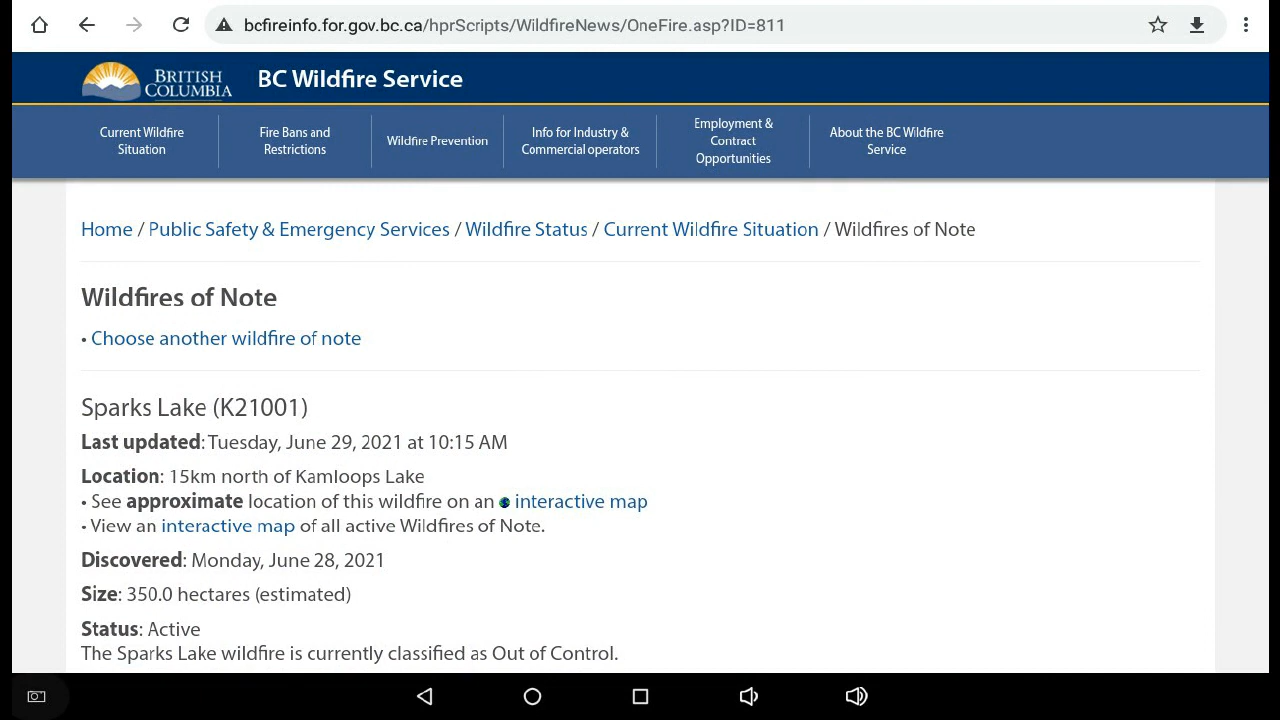 bcfireinfo.for.gov.bc.ca/hprScripts/WildfireNews/OneFire.asp?ID=811
BRITISH
COLUMBIA
BC Wildfire Service
Current Wildfire
Situation
Fire Bans and
Restrictions
Wildfire Prevention
Info for Industry &
Commercial operators
Employment &
Contract
Opportunities
About the BC Wildfire
Service
Home / Public Safety & Emergency Services / Wildfire Status / Current Wildfire Situation / Wildfires of Note
Wildfires of Note
• Choose another wildfire of note
Sparks Lake (K21001)
Last updated: Tuesday, June 29, 2021 at 10:15 AM
Location: 15km north of Kamloops Lake
• See approximate location of this wildfire on an interactive map
• View an interactive map of all active Wildfires of Note.
Discovered: Monday, June 28, 2021
Size: 350.0 hectares (estimated)
Status: Active
The Sparks Lake wildfire is currently classified as Out of Control.